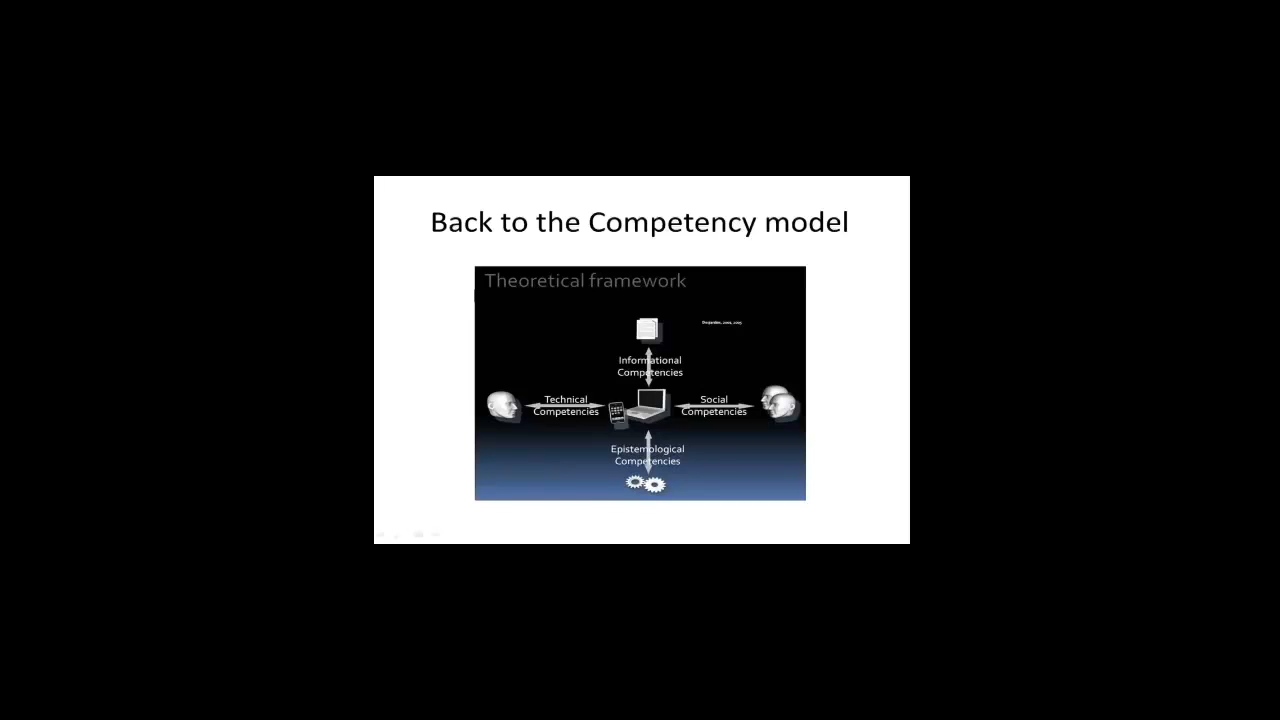 Back to the Competency model
Theoretical framework
Informational
Competencies
Technical
Competencies
Social
Competencies
Epistemological
Competencies